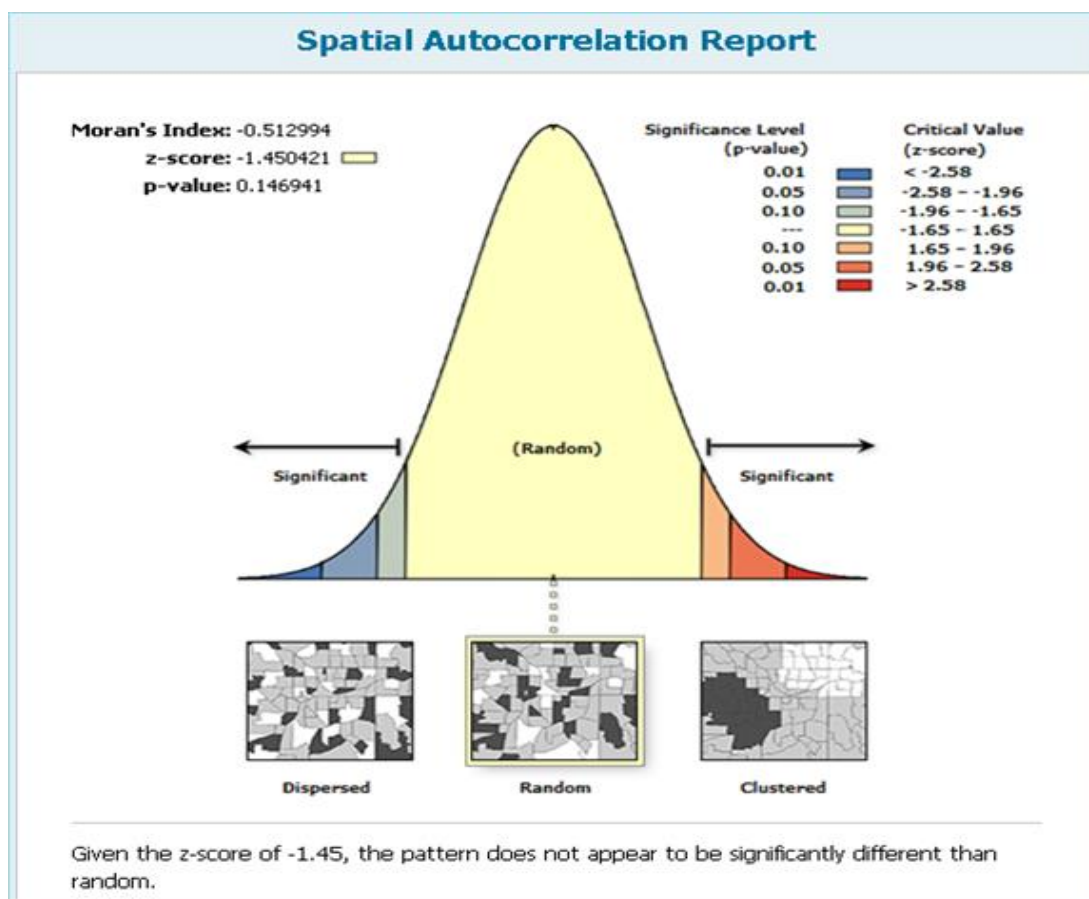 Spatial Autocorrelation Report
Moran's Index: -0.512994
z-score: -1.450421
p-value: 0.146941
Significance Level
(p-value)
Critical Value
(z-score)
0.01 < -2.58
0.05 -2.58 - -1.96
0.10 -1.96 - -1.65
--- -1.65 - 1.65
0.10 1.65 - 1.96
0.05 1.96 - 2.58
0.01 > 2.58
(Random)
Significant
Significant
Dispersed
Random
Clustered
Given the z-score of -1.45, the pattern does not appear to be significantly different than
random.